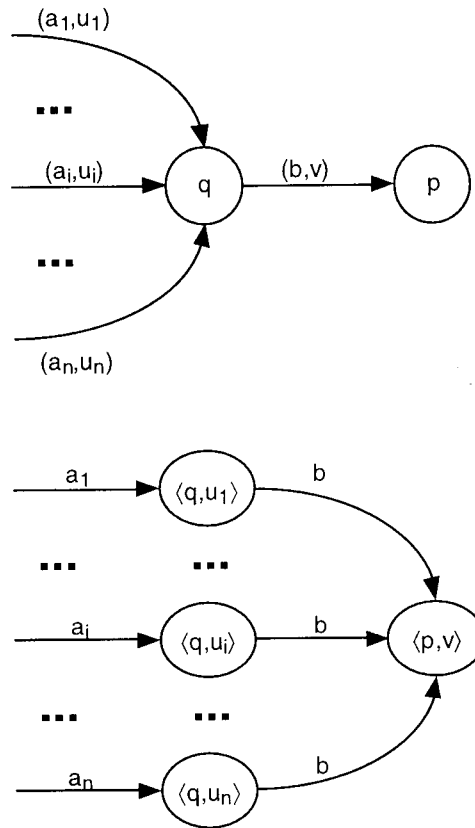 (a₁,u₁)
...
(aᵢ,uᵢ) q (b,v) p
...
(aₙ,uₙ)
a₁ ⟨q,u₁⟩ b
... ...
aᵢ ⟨q,uᵢ⟩ b ⟨p,v⟩
... ...
aₙ ⟨q,uₙ⟩ b